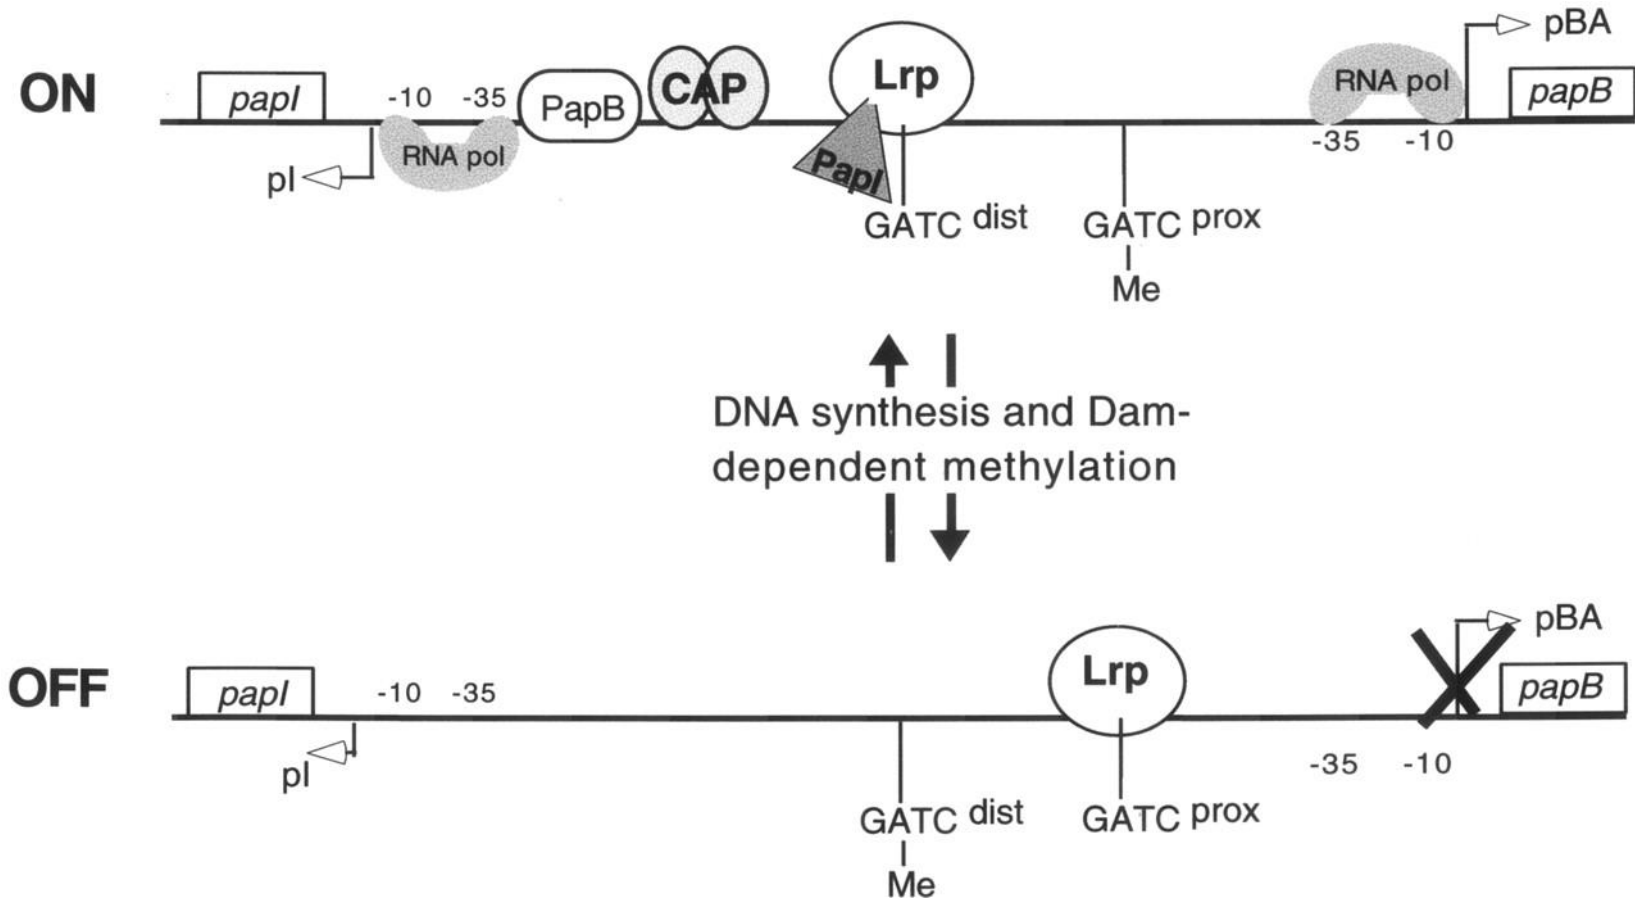 pBA
ON
papI
-10
-35
PapB
CAP
Lrp
RNA pol
papB
RNA pol
-35
-10
pI
PapI
GATC dist
GATC prox
Me
DNA synthesis and Dam-
dependent methylation
pBA
OFF
papI
-10
-35
Lrp
papB
pI
-35
-10
GATC dist
GATC prox
Me